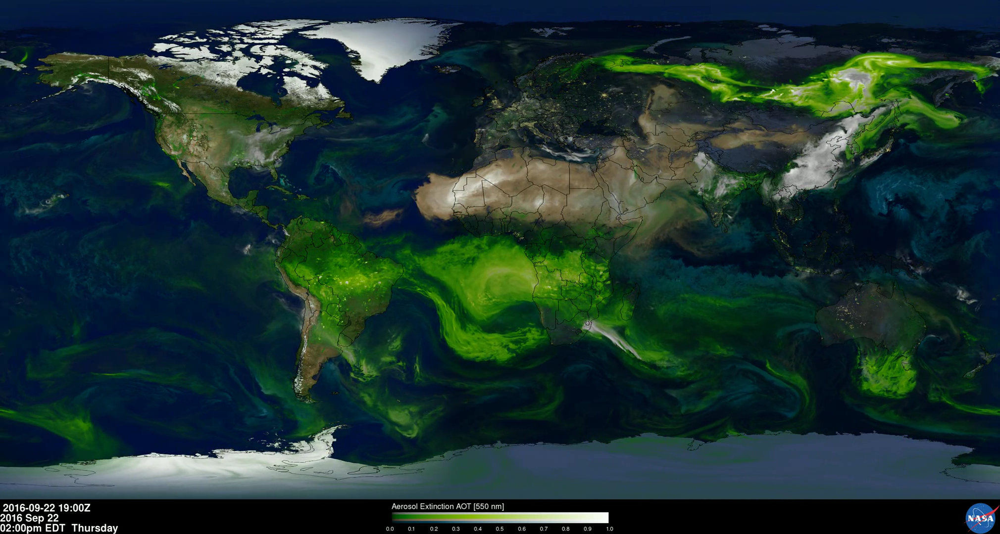 2016-09-22 19:00Z
2016 Sep 22
02:00pm EDT Thursday
Aerosol Extinction AOT [550 nm]
0.0 0.1 0.2 0.3 0.4 0.5 0.6 0.7 0.8 0.9 1.0
NASA